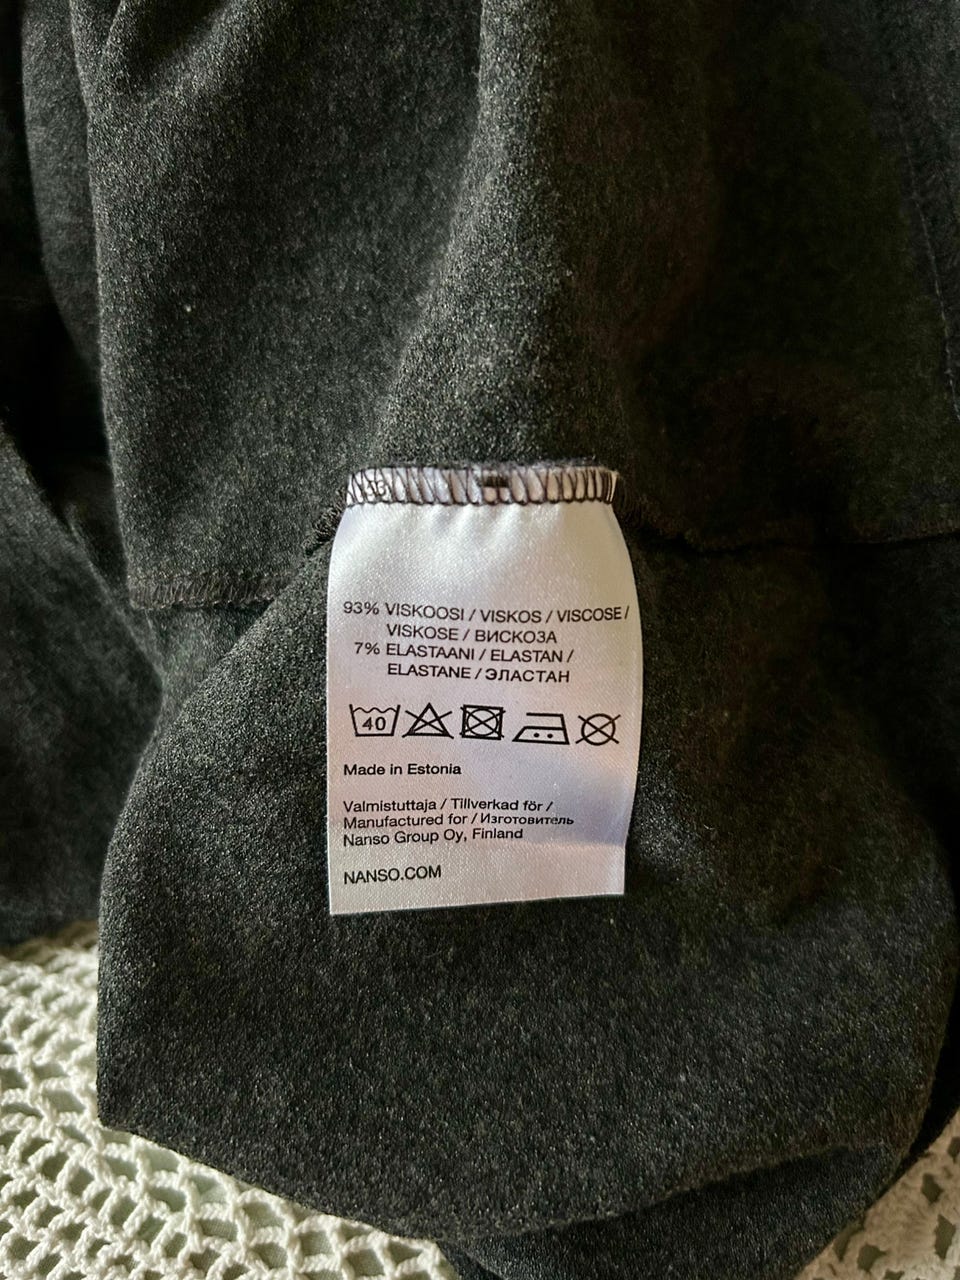 93% VISKOOSI / VISKOS / VISCOSE /
VISKOSE / ВИСКОЗА
7% ELASTAANI / ELASTAN /
ELASTANE / ЭЛАСТАН
40
Made in Estonia
Valmistuttaja / Tillverkad för /
Manufactured for / Изготовитель
Nanso Group Oy, Finland
NANSO.COM